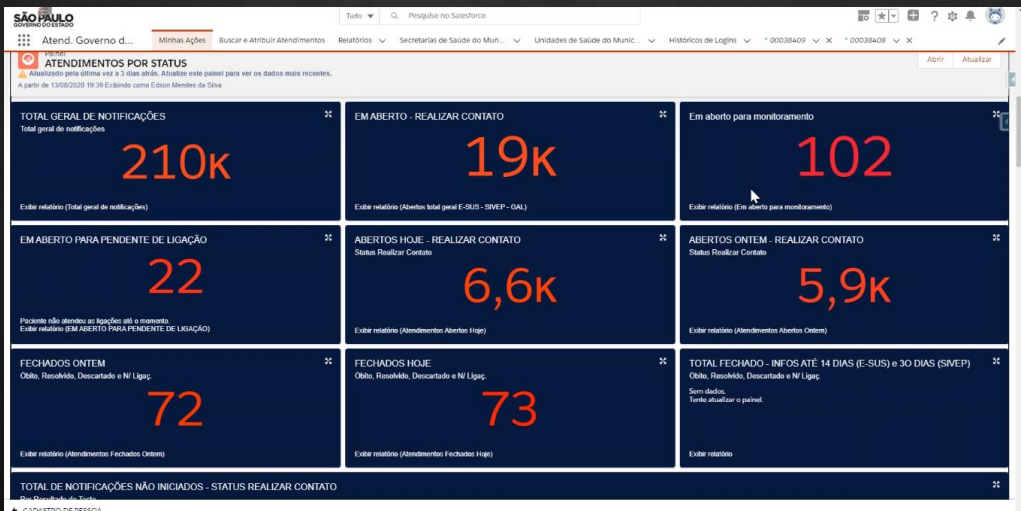 SÃO PAULO
GOVERNO DO ESTADO
Tudo
Pesquise no Salesforce
Atend. Governo d...
Minhas Ações
Buscar e Atribuir Atendimentos
Relatórios
Secretarias de Saúde do Mun...
Unidades de Saúde do Munic...
Históricos de Logins
* 00038409
* 00038408
Painel
ATENDIMENTOS POR STATUS
Abrir
Atualizar
Atualizado pela última vez a 3 dias atrás. Atualize este painel para ver os dados mais recentes.
A partir de 13/08/2020 19:39 Exibindo como Edson Mendes da Silva
TOTAL GERAL DE NOTIFICAÇÕES
Total geral de notificações
210K
Exibir relatório (Total geral de notificações)
EM ABERTO - REALIZAR CONTATO
19K
Exibir relatório (Abertos total geral E-SUS - SIVEP - GAL)
Em aberto para monitoramento
102
Exibir relatório (Em aberto para monitoramento)
EM ABERTO PARA PENDENTE DE LIGAÇÃO
22
Paciente não atendeu as ligações até o momento.
Exibir relatório (EM ABERTO PARA PENDENTE DE LIGAÇÃO)
ABERTOS HOJE - REALIZAR CONTATO
Status Realizar Contato
6,6K
Exibir relatório (Atendimentos Abertos Hoje)
ABERTOS ONTEM - REALIZAR CONTATO
Status Realizar Contato
5,9K
Exibir relatório (Atendimentos Abertos Ontem)
FECHADOS ONTEM
Obito, Resolvido, Descartado e N/ Ligaç.
72
Exibir relatório (Atendimentos Fechados Ontem)
FECHADOS HOJE
Obito, Resolvido, Descartado e N/ Ligaç.
73
Exibir relatório (Atendimentos Fechados Hoje)
TOTAL FECHADO - INFOS ATÉ 14 DIAS (E-SUS) e 3O DIAS (SIVEP)
Obito, Resolvido, Descartado e N/ Ligaç.
Sem dados.
Tente atualizar o painel.
Exibir relatório
TOTAL DE NOTIFICAÇÕES NÃO INICIADOS - STATUS REALIZAR CONTATO
Por Resultado do Teste
CADASTRO DE PESSOA